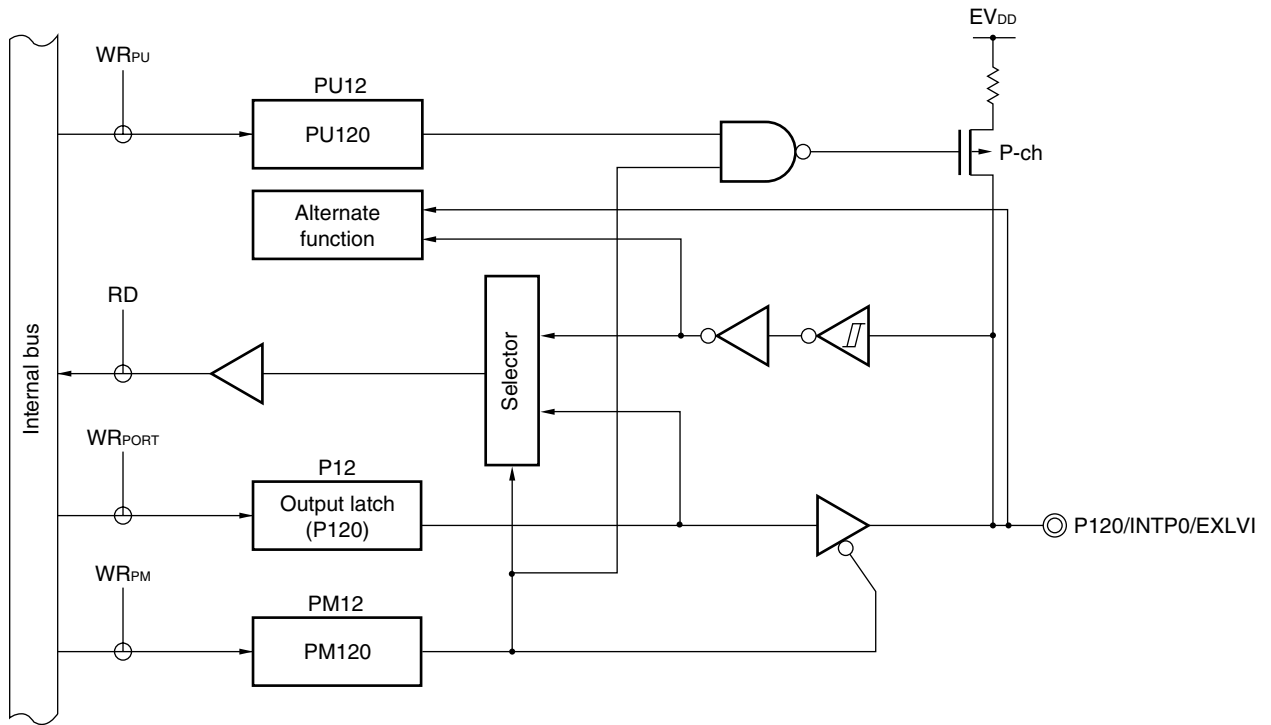 EVDD
WRPU
PU12
PU120
P-ch
Alternate
function
RD
Internal bus
Selector
WRPORT
P12
Output latch
(P120)
P120/INTP0/EXLVI
WRPM
PM12
PM120